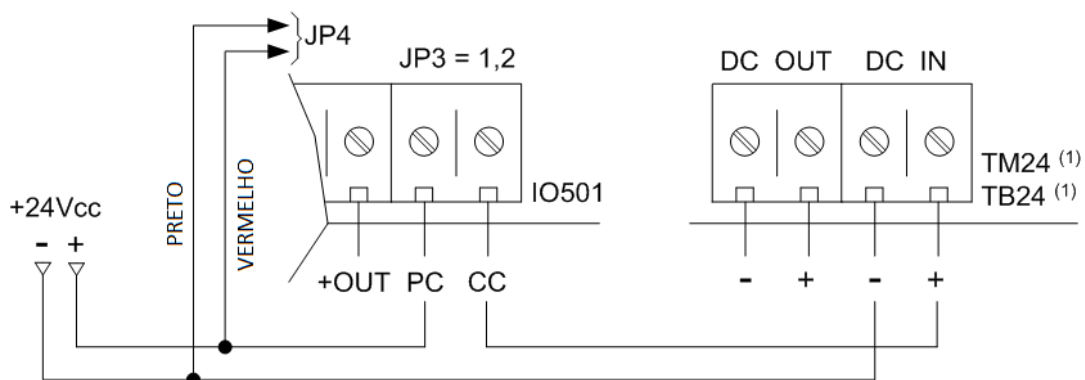 JP4
JP3 = 1,2
DC OUT DC IN
TM24 (1)
IO501
TB24 (1)
PRETO
VERMELHO
+24Vcc
- +
+OUT PC CC
- + - +